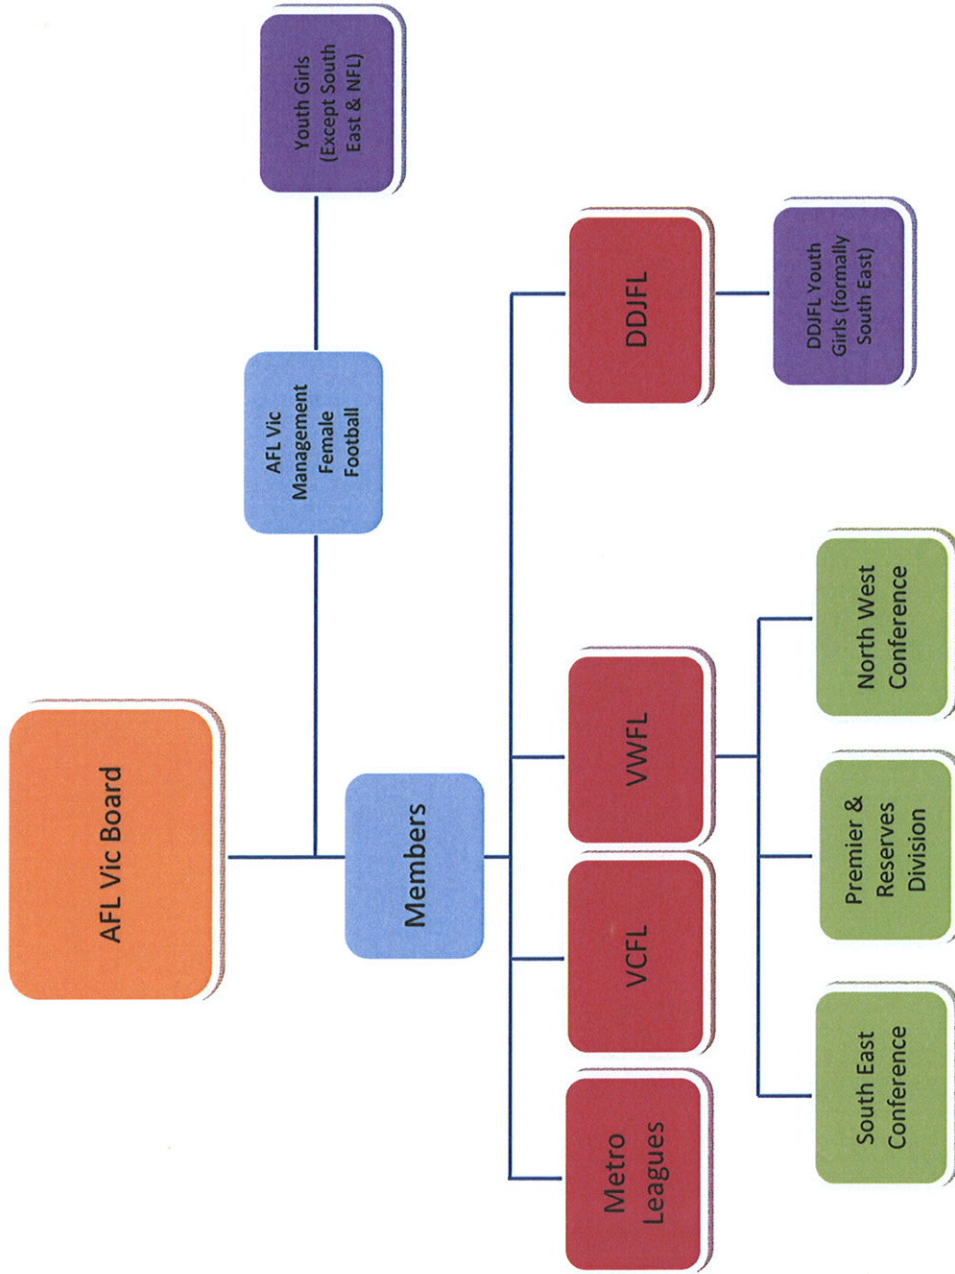 AFL Vic Board
AFL Vic
Management
Female
Football
Youth Girls
(Except South
East & NFL)
Members
Metro
Leagues
VCFL
VWFL
DDJFL
South East
Conference
Premier &
Reserves
Division
North West
Conference
DDJFL Youth
Girls (formally
South East)